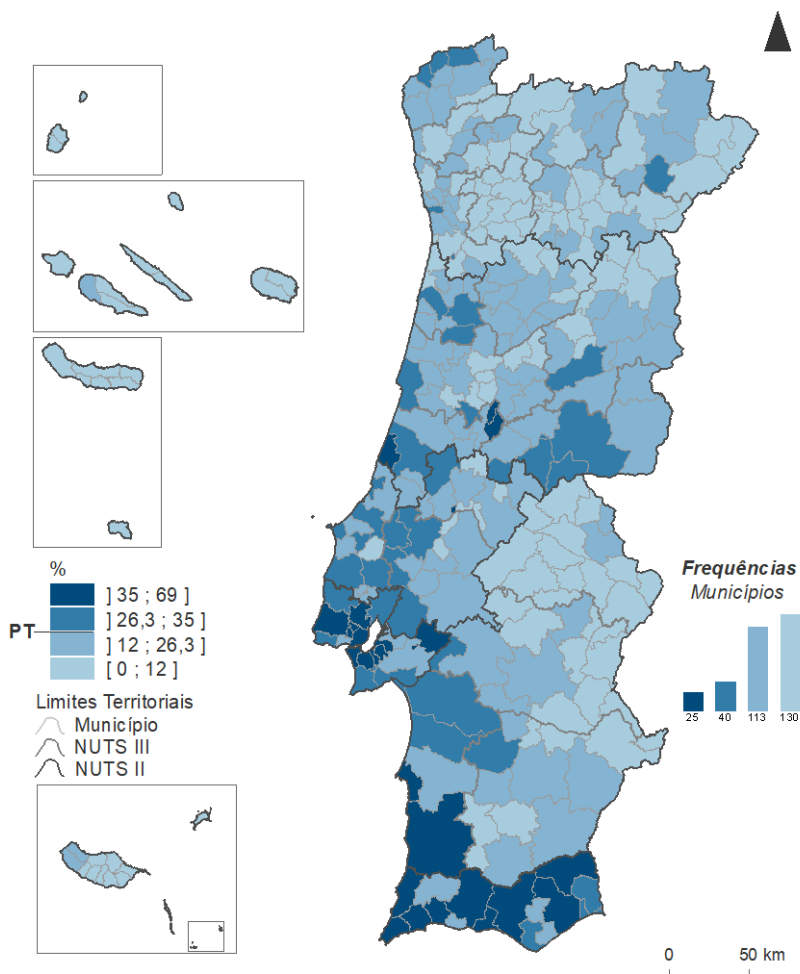 %
] 35 ; 69 ]
] 26,3 ; 35 ]
PT
] 12 ; 26,3 ]
[ 0 ; 12 ]
Limites Territoriais
Município
NUTS III
NUTS II
Frequências
Municípios
25 40 113 130
0 50 km